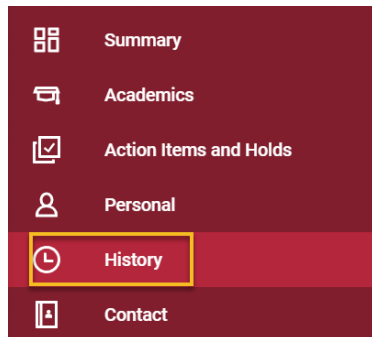 Summary
Academics
Action Items and Holds
Personal
History
Contact